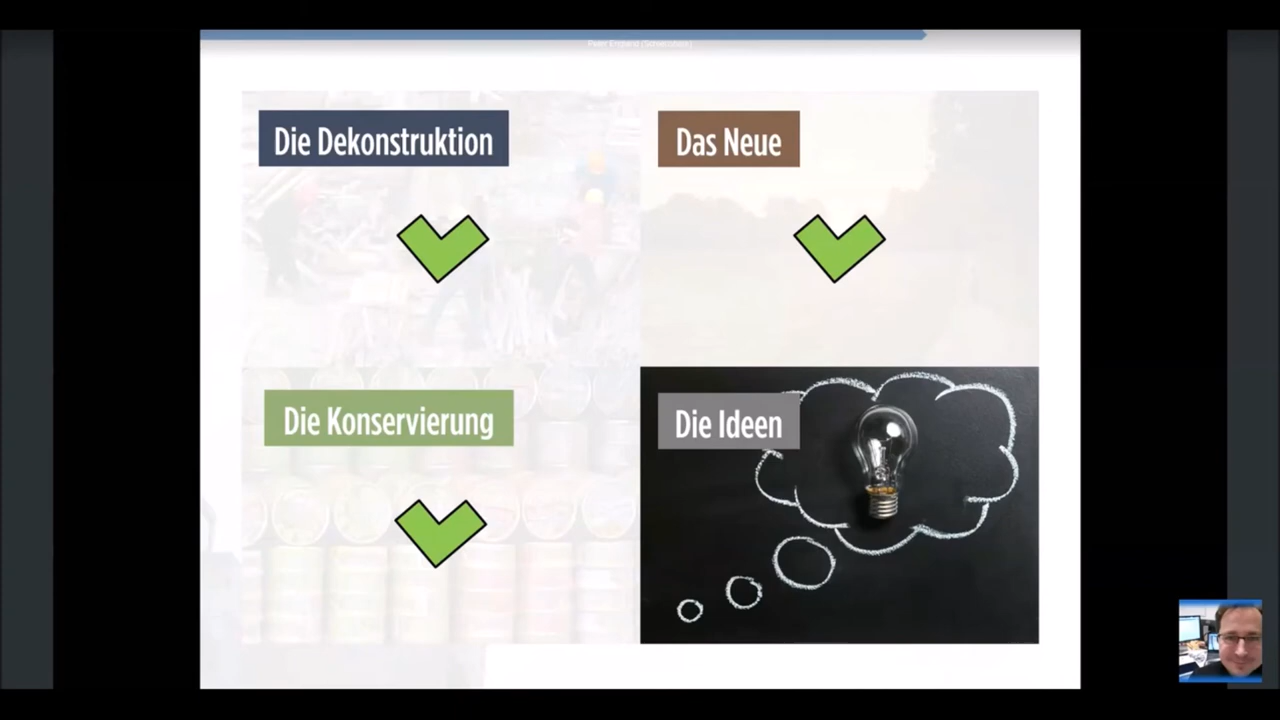 Die Dekonstruktion
Das Neue
Die Konservierung
Die Ideen